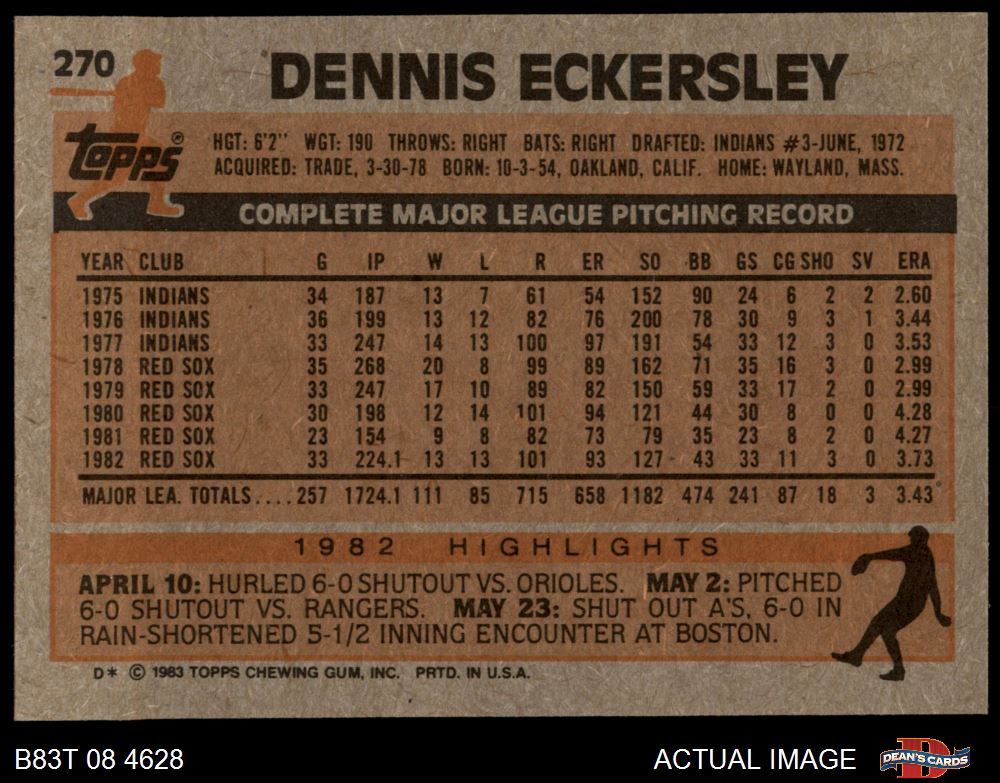 270 DENNIS ECKERSLEY
topps®
HGT: 6'2'' WGT: 190 THROWS: RIGHT BATS: RIGHT DRAFTED: INDIANS #3-JUNE, 1972
ACQUIRED: TRADE, 3-30-78 BORN: 10-3-54, OAKLAND, CALIF. HOME: WAYLAND, MASS.
COMPLETE MAJOR LEAGUE PITCHING RECORD
YEAR CLUB G IP W L R ER SO BB GS CG SHO SV ERA
1975 INDIANS 34 187 13 7 61 54 152 90 24 6 2 2 2.60
1976 INDIANS 36 199 13 12 82 76 200 78 30 9 3 1 3.44
1977 INDIANS 33 247 14 13 100 97 191 54 33 12 3 0 3.53
1978 RED SOX 35 268 20 8 99 89 162 71 35 16 3 0 2.99
1979 RED SOX 33 247 17 10 89 82 150 59 33 17 2 0 2.99
1980 RED SOX 30 198 12 14 101 94 121 44 30 8 0 0 4.28
1981 RED SOX 23 154 9 8 82 73 79 35 23 8 2 0 4.27
1982 RED SOX 33 224.1 13 13 101 93 127 43 33 11 3 0 3.73
MAJOR LEA. TOTALS.... 257 1724.1 111 85 715 658 1182 474 241 87 18 3 3.43
1982 HIGHLIGHTS
APRIL 10: HURLED 6-0 SHUTOUT VS. ORIOLES. MAY 2: PITCHED
6-0 SHUTOUT VS. RANGERS. MAY 23: SHUT OUT A'S, 6-0 IN
RAIN-SHORTENED 5-1/2 INNING ENCOUNTER AT BOSTON.
D* © 1983 TOPPS CHEWING GUM, INC. PRTD. IN U.S.A.
B83T 08 4628 ACTUAL IMAGE D DEAN'S CARDS